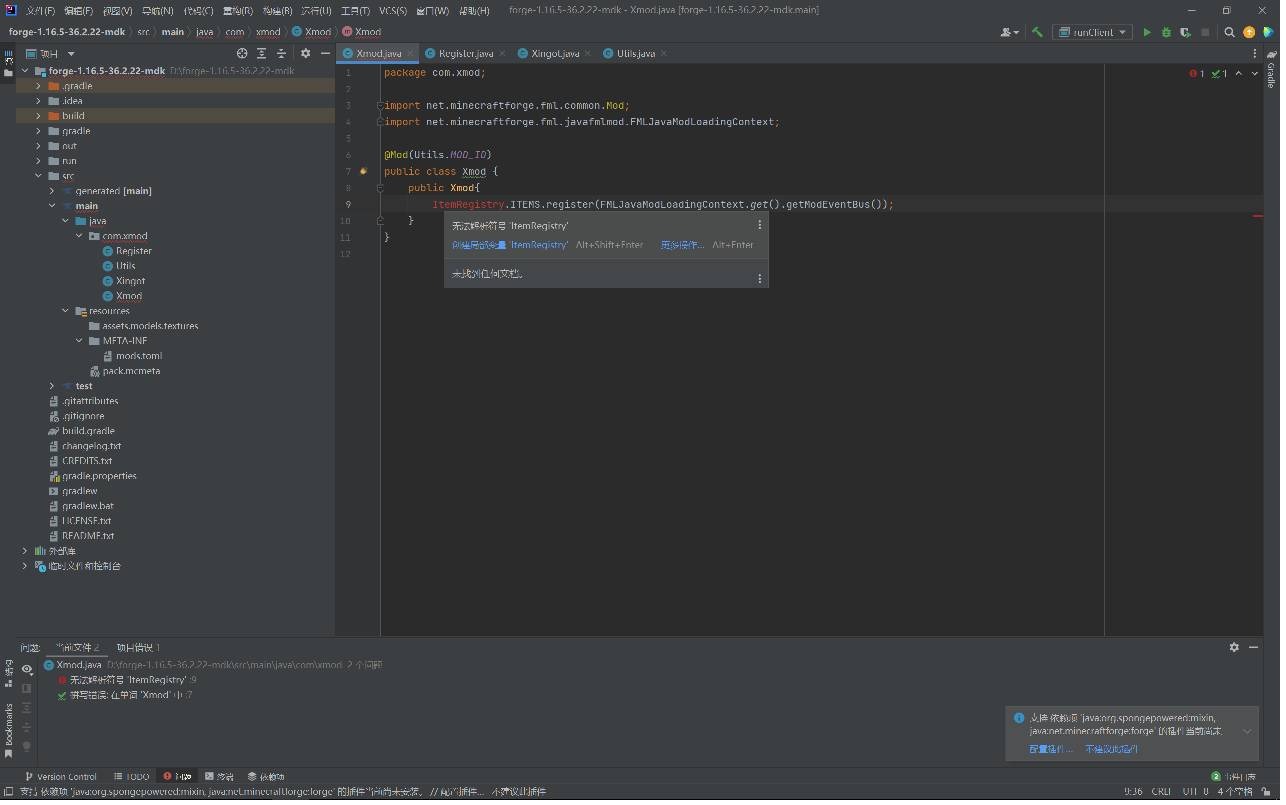 文件(F) 编辑(E) 视图(V) 导航(N) 代码(C) 重构(R) 构建(B) 运行(U) 工具(T) VCS(S) 窗口(W) 帮助(H) forge-1.16.5-36.2.22-mdk - Xmod.java [forge-1.16.5-36.2.22-mdk.main]
forge-1.16.5-36.2.22-mdk src main java com xmod Xmod Xmod runClient
项目 Xmod.java Register.java Xingot.java Utils.java
forge-1.16.5-36.2.22-mdk D:\forge-1.16.5-36.2.22-mdk
.gradle
.idea
build
gradle
out
run
src
generated [main]
main
java
com.xmod
Register
Utils
Xingot
Xmod
resources
assets.models.textures
META-INF
mods.toml
pack.mcmeta
test
.gitattributes
.gitignore
build.gradle
changelog.txt
CREDITS.txt
gradle.properties
gradlew
gradlew.bat
LICENSE.txt
README.txt
外部库
临时文件和控制台
1 package com.xmod;
2
3 import net.minecraftforge.fml.common.Mod;
4 import net.minecraftforge.fml.javafmlmod.FMLJavaModLoadingContext;
5
6 @Mod(Utils.MOD_ID)
7 public class Xmod {
8 public Xmod{
9 ItemRegistry.ITEMS.register(FMLJavaModLoadingContext.get().getModEventBus());
10 }
11 }
12
1 1
无法解析符号 'ItemRegistry'
创建局部变量 'ItemRegistry' Alt+Shift+Enter 更多操作... Alt+Enter
未找到任何文档。
Gradle
问题: 当前文件 2 项目错误 1
Xmod.java D:\forge-1.16.5-36.2.22-mdk\src\main\java\com\xmod 2 个问题
无法解析符号 'ItemRegistry' :9
拼写错误: 在单词 'Xmod' 中 :7
结构
Bookmarks
支持 依赖项 'java:org.spongepowered:mixin,
java:net.minecraftforge:forge' 的插件当前尚未
配置插件... 不建议此插件
Version Control TODO 问题 终端 依赖项 2 事件日志
支持 依赖项 'java:org.spongepowered:mixin, java:net.minecraftforge:forge' 的插件当前尚未安装。 // 配置插件... 不建议此插件 9:36 CRLF UTF-8 4 个空格